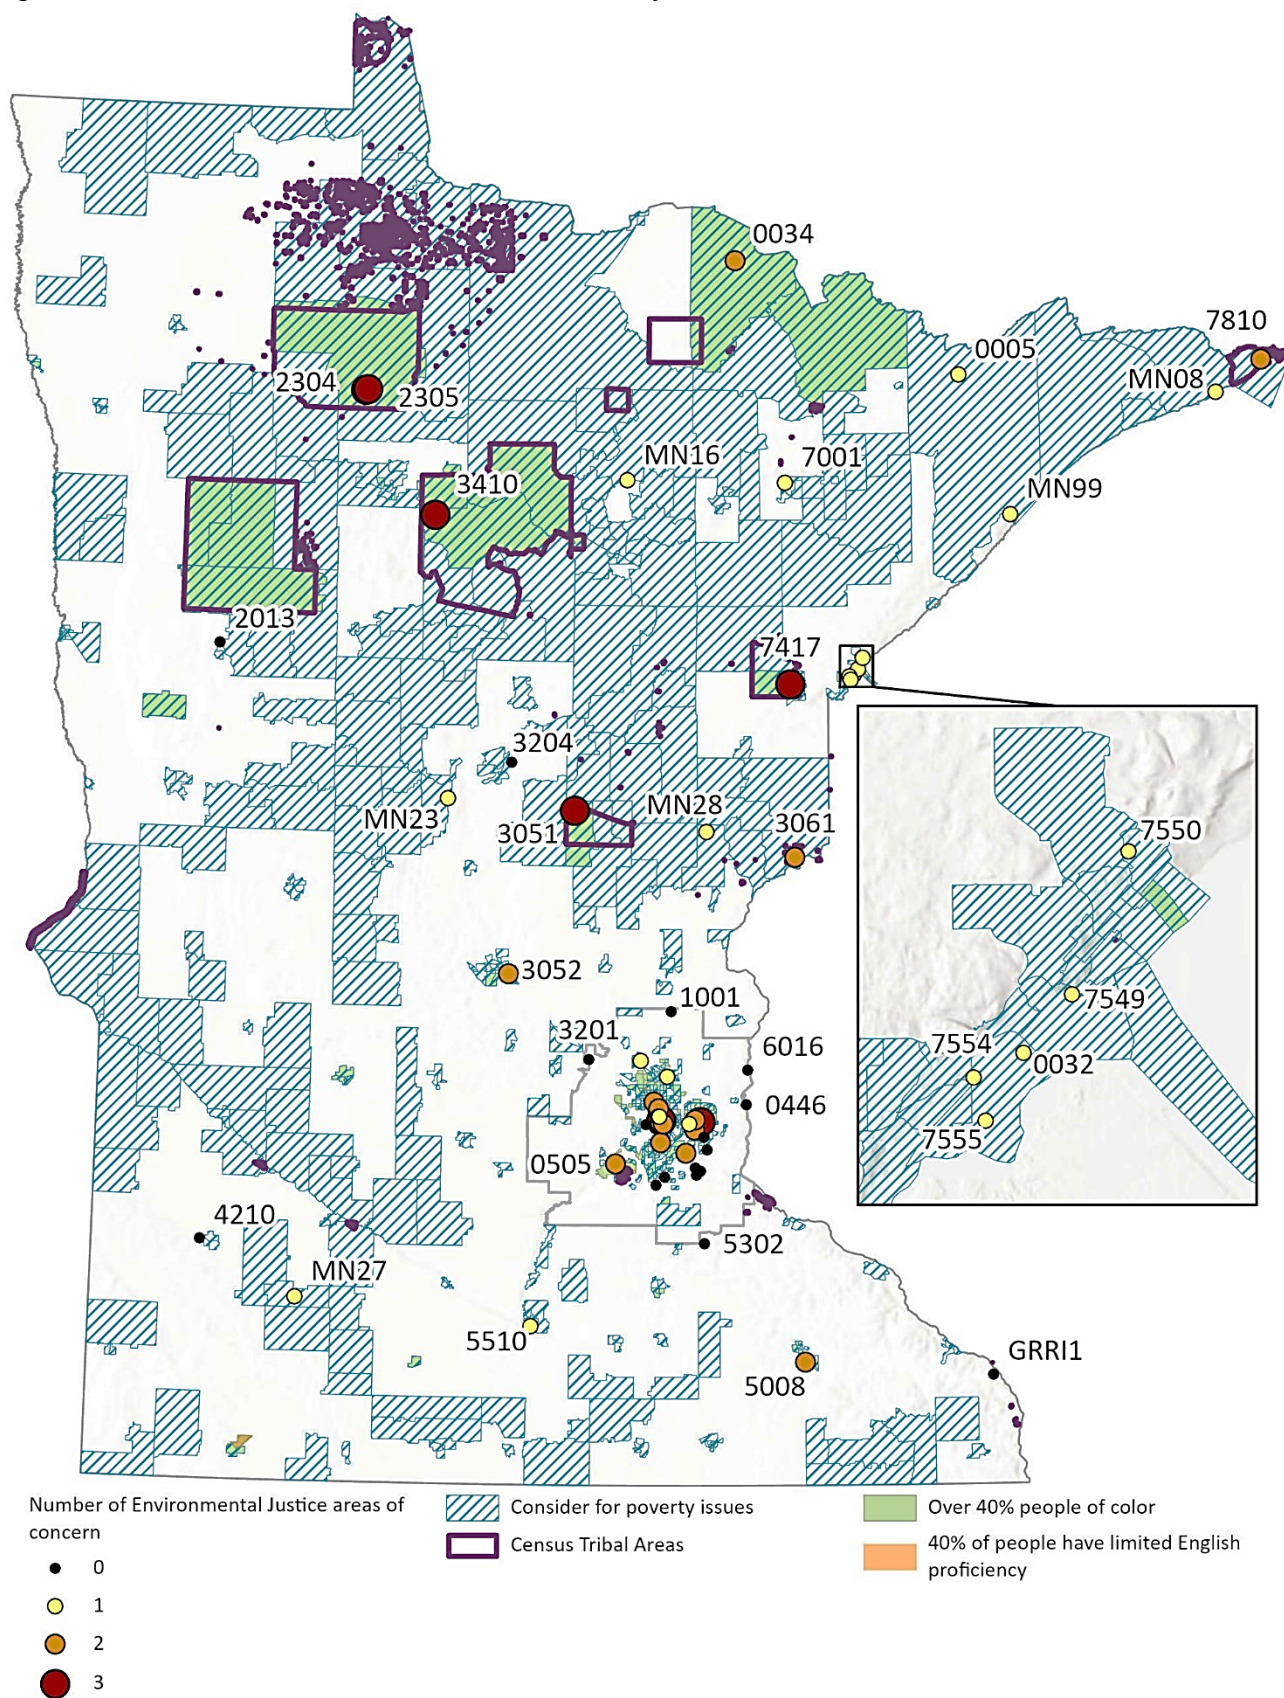 0034
7810
0005
MN08
2304
2305
MN16
7001
3410
MN99
2013
7417
3204
MN23
MN28
3051
3061
7550
3052
7549
1001
3201
7554
6016
0032
0446
7555
0505
4210
5302
MN27
5510
GRRI1
5008
Number of Environmental Justice areas of
concern
0
1
2
3
Consider for poverty issues
Census Tribal Areas
Over 40% people of color
40% of people have limited English
proficiency